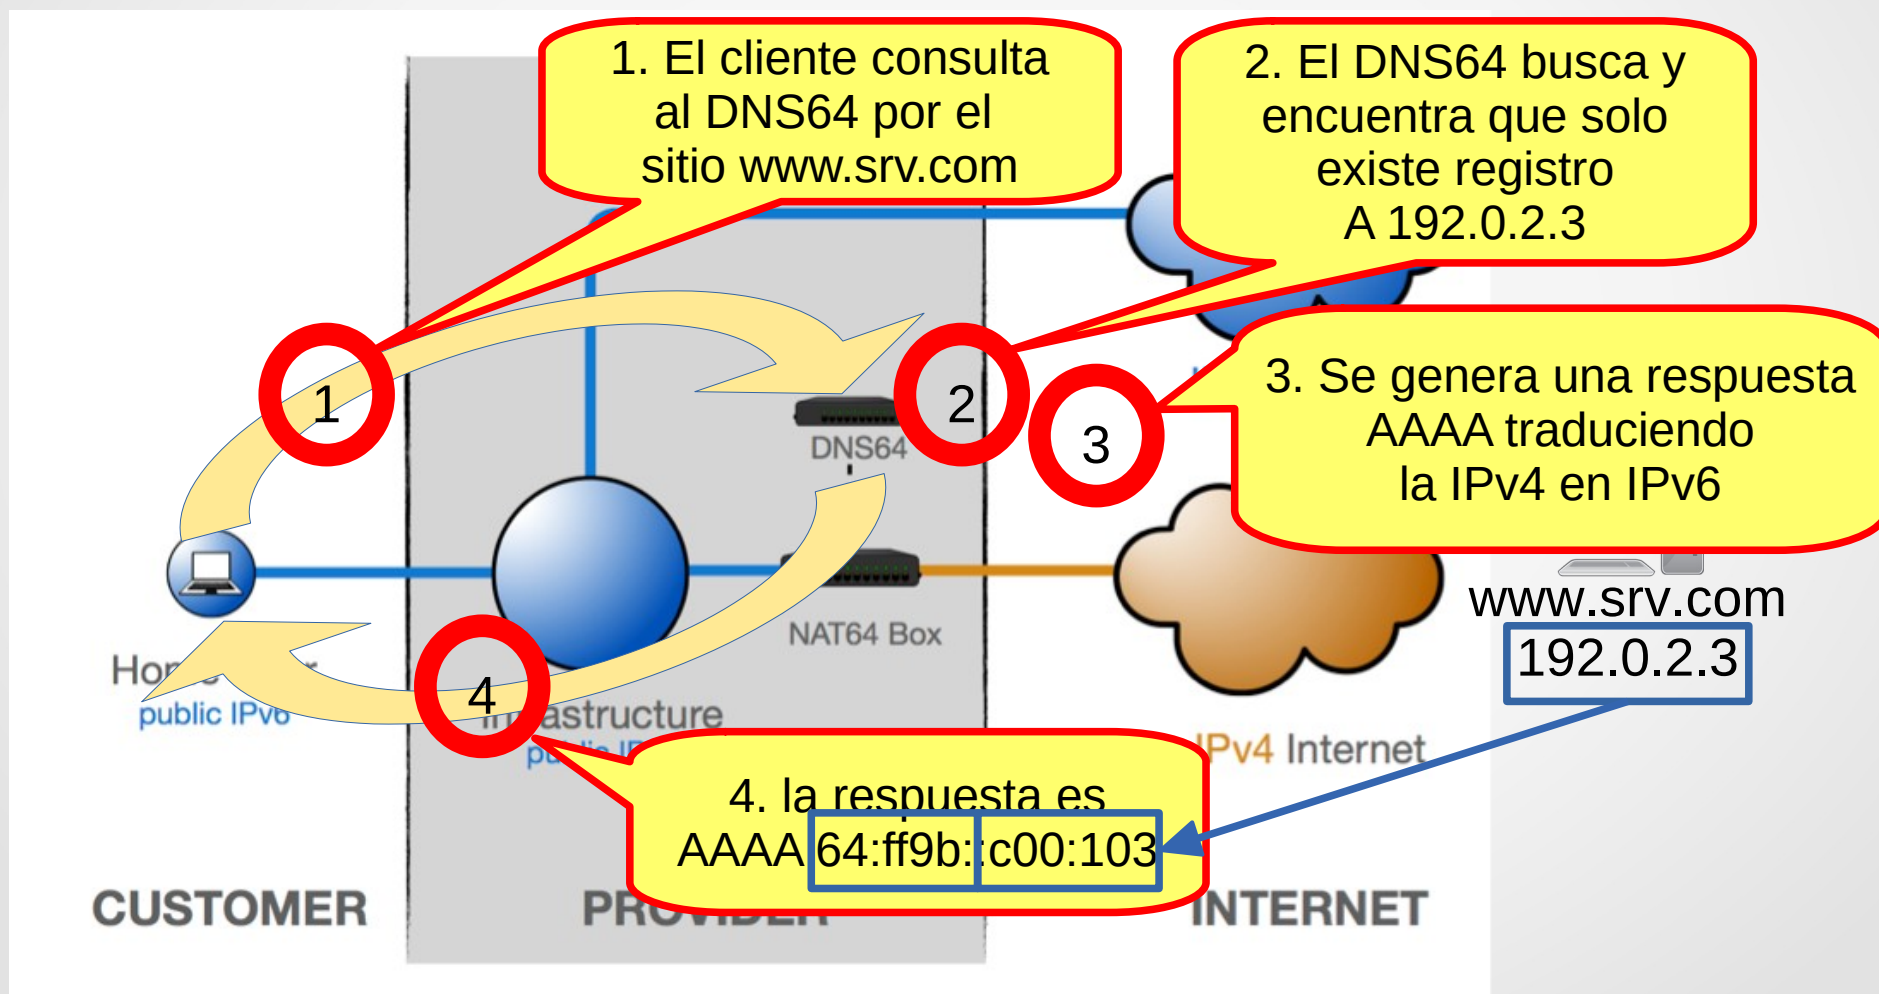 1. El cliente consulta
al DNS64 por el
sitio www.srv.com
2. El DNS64 busca y
encuentra que solo
existe registro
A 192.0.2.3
1
2
3
3. Se genera una respuesta
AAAA traduciendo
la IPv4 en IPv6
DNS64
www.srv.com
192.0.2.3
NAT64 Box
public IPv6
4
IPv4 Internet
4. la respuesta es
AAAA 64:ff9b::c00:103
CUSTOMER
PROVIDER
INTERNET